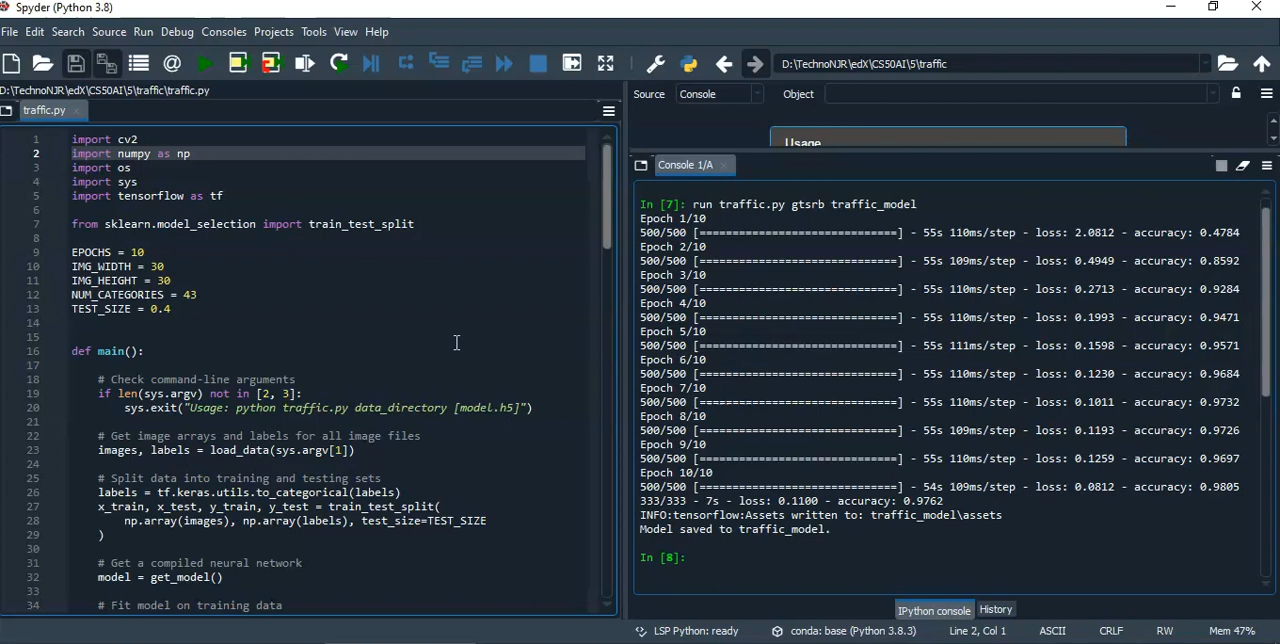 Spyder (Python 3.8)
File Edit Search Source Run Debug Consoles Projects Tools View Help
D:\TechnoNJR\edX\CS50AI\5\traffic
D:\TechnoNJR\edX\CS50AI\5\traffic\traffic.py
Source Console Object
traffic.py
Usage
Console 1/A
1 import cv2
2 import numpy as np
3 import os
4 import sys
5 import tensorflow as tf
6
7 from sklearn.model_selection import train_test_split
8
9 EPOCHS = 10
10 IMG_WIDTH = 30
11 IMG_HEIGHT = 30
12 NUM_CATEGORIES = 43
13 TEST_SIZE = 0.4
14
15
16 def main():
17
18 # Check command-line arguments
19 if len(sys.argv) not in [2, 3]:
20 sys.exit("Usage: python traffic.py data_directory [model.h5]")
21
22 # Get image arrays and labels for all image files
23 images, labels = load_data(sys.argv[1])
24
25 # Split data into training and testing sets
26 labels = tf.keras.utils.to_categorical(labels)
27 x_train, x_test, y_train, y_test = train_test_split(
28 np.array(images), np.array(labels), test_size=TEST_SIZE
29 )
30
31 # Get a compiled neural network
32 model = get_model()
33
34 # Fit model on training data
In [7]: run traffic.py gtsrb traffic_model
Epoch 1/10
500/500 [==============================] - 55s 110ms/step - loss: 2.0812 - accuracy: 0.4784
Epoch 2/10
500/500 [==============================] - 55s 109ms/step - loss: 0.4949 - accuracy: 0.8592
Epoch 3/10
500/500 [==============================] - 55s 110ms/step - loss: 0.2713 - accuracy: 0.9284
Epoch 4/10
500/500 [==============================] - 55s 110ms/step - loss: 0.1993 - accuracy: 0.9471
Epoch 5/10
500/500 [==============================] - 55s 111ms/step - loss: 0.1598 - accuracy: 0.9571
Epoch 6/10
500/500 [==============================] - 55s 110ms/step - loss: 0.1230 - accuracy: 0.9684
Epoch 7/10
500/500 [==============================] - 55s 110ms/step - loss: 0.1011 - accuracy: 0.9732
Epoch 8/10
500/500 [==============================] - 55s 109ms/step - loss: 0.1193 - accuracy: 0.9726
Epoch 9/10
500/500 [==============================] - 55s 110ms/step - loss: 0.1259 - accuracy: 0.9697
Epoch 10/10
500/500 [==============================] - 54s 109ms/step - loss: 0.0812 - accuracy: 0.9805
333/333 - 7s - loss: 0.1100 - accuracy: 0.9762
INFO:tensorflow:Assets written to: traffic_model\assets
Model saved to traffic_model.
In [8]:
IPython console History
LSP Python: ready conda: base (Python 3.8.3) Line 2, Col 1 ASCII CRLF RW Mem 47%